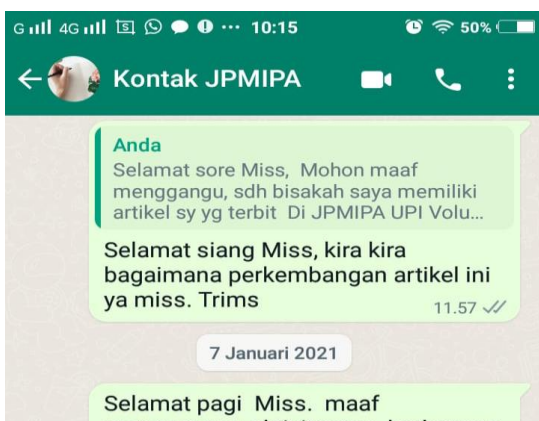 G 4G 10:15 50%
Kontak JPMIPA
Anda
Selamat sore Miss, Mohon maaf
menggangu, sdh bisakah saya memiliki
artikel sy yg terbit Di JPMIPA UPI Volu...
Selamat siang Miss, kira kira
bagaimana perkembangan artikel ini
ya miss. Trims
11.57
7 Januari 2021
Selamat pagi Miss. maaf